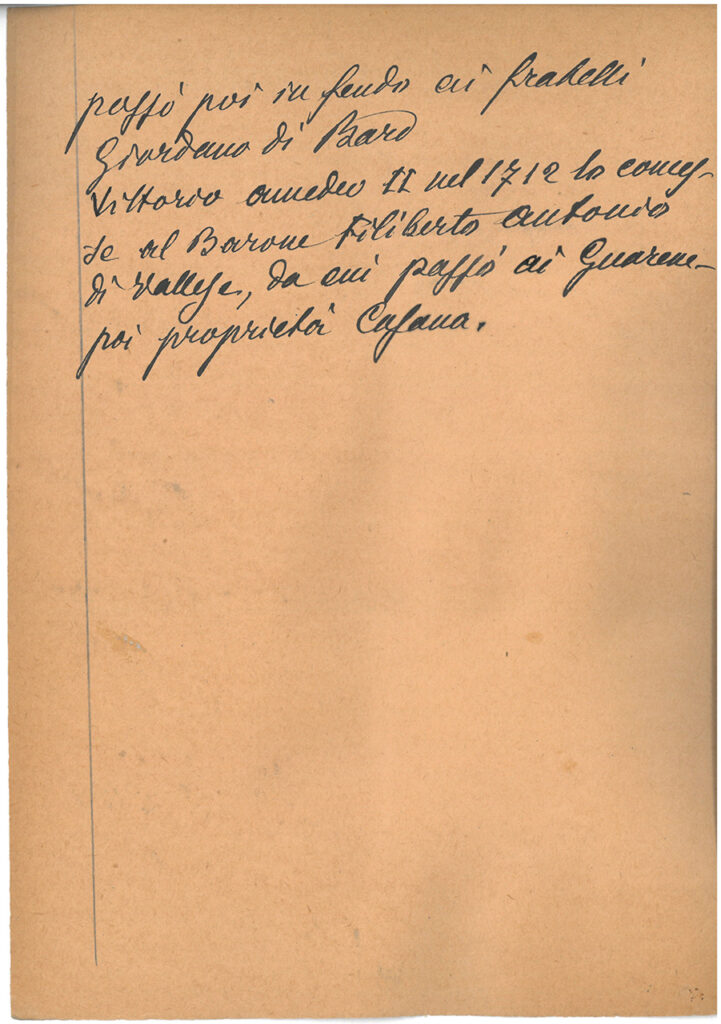 passò poi in feudo ai fratelli
Giordano di Bard
Vittorio Amedeo II nel 1712 lo conces-
se al Barone Filiberto Antonio
di Vallese, da cui passò ai Guarene-
poi proprietà Casana.